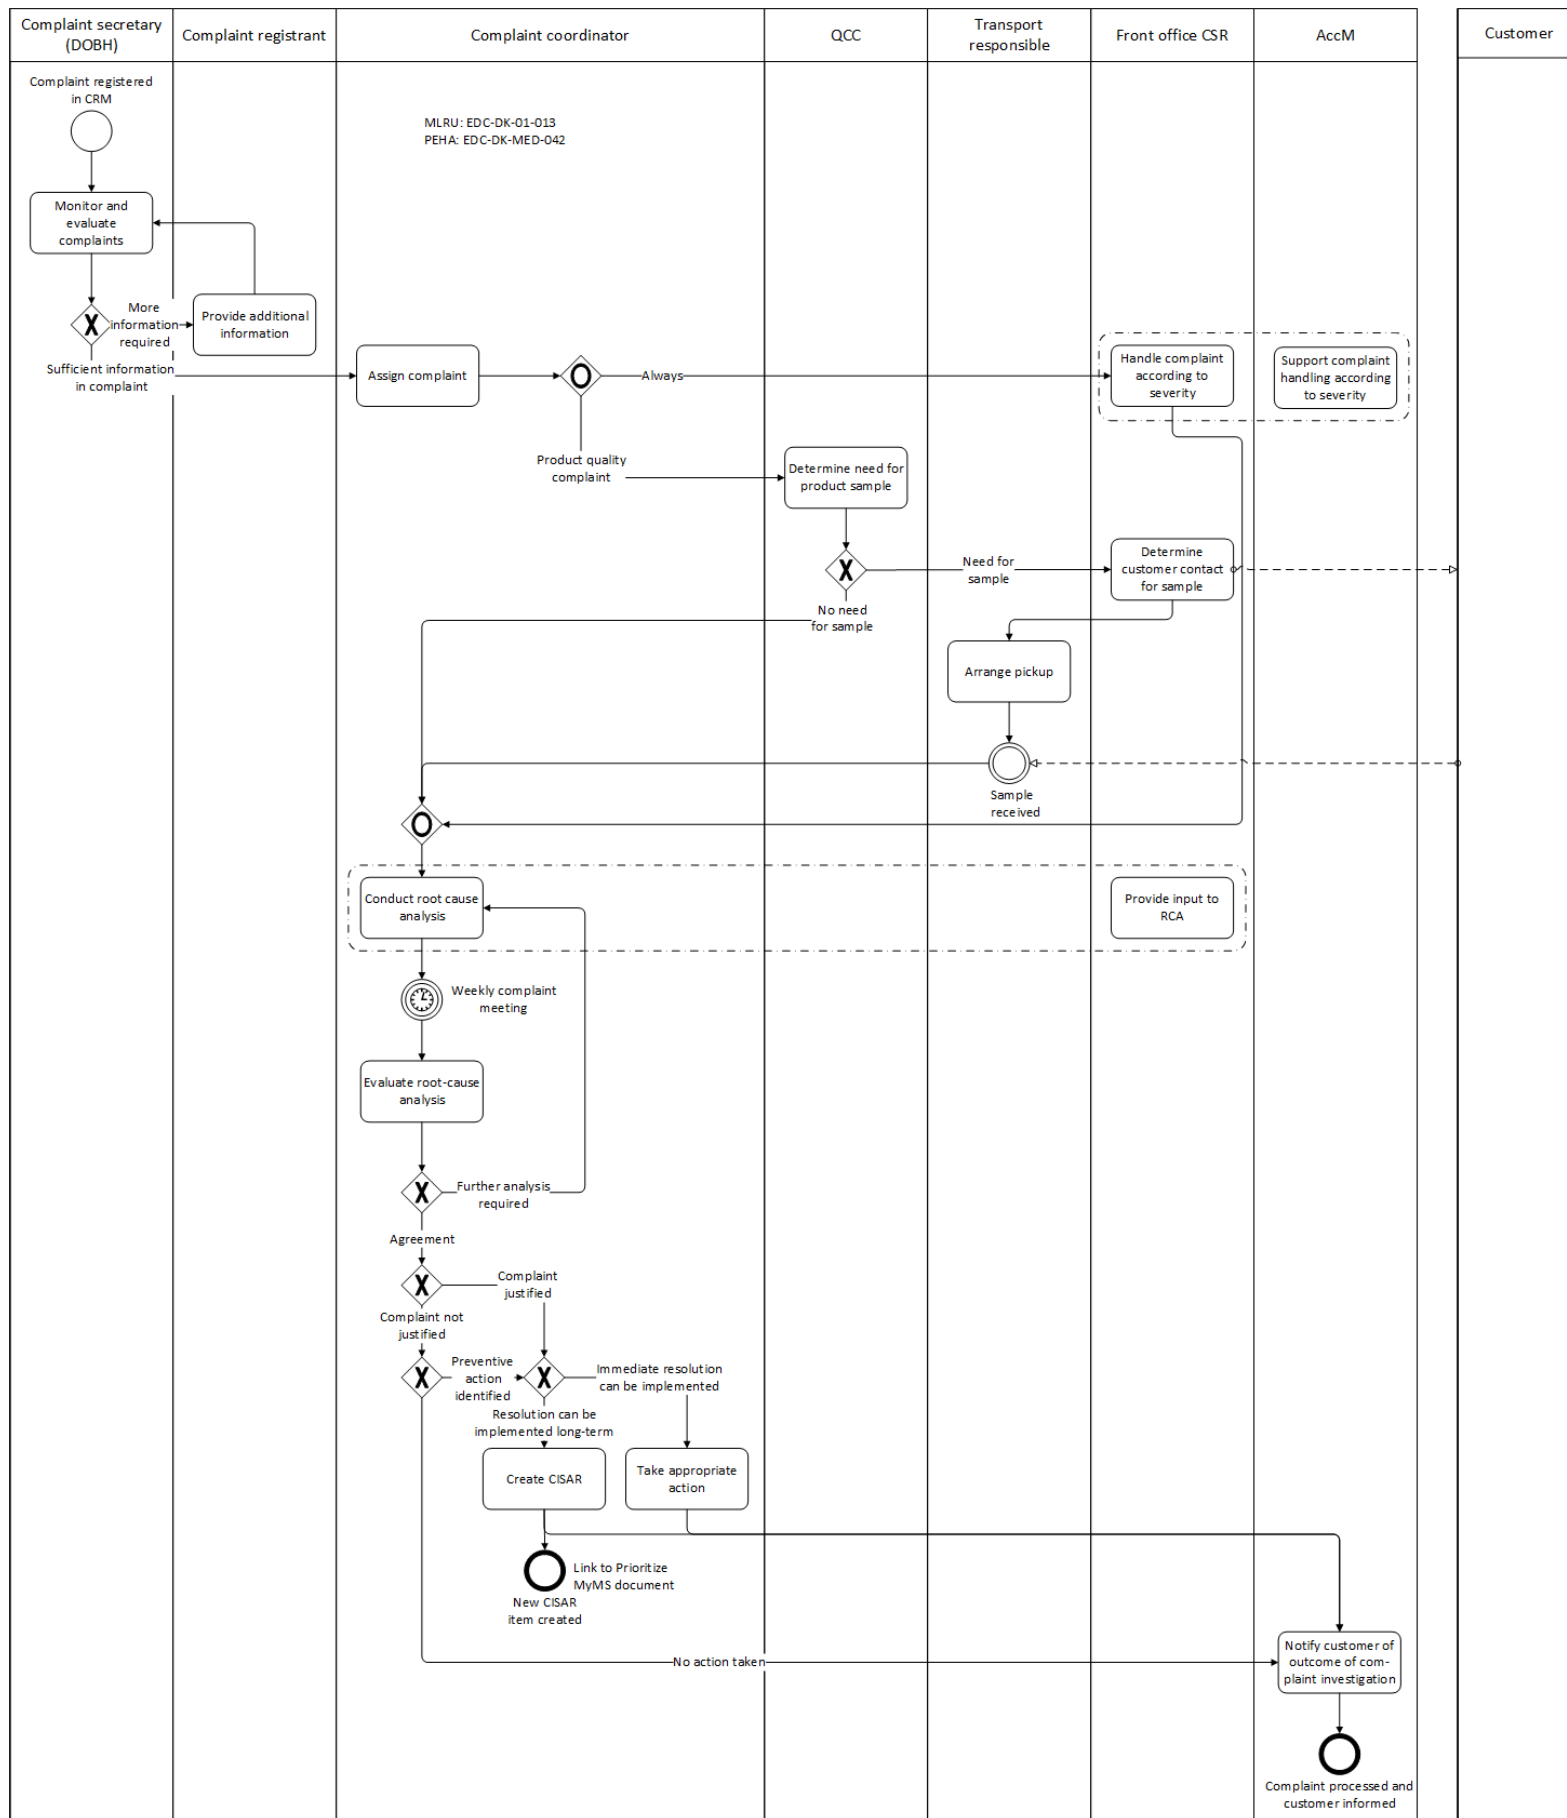 Complaint secretary
(DOBH)
Complaint registrant
Complaint coordinator
QCC
Transport
responsible
Front office CSR
AccM
Customer
Complaint registered
in CRM
MLRU: EDC-DK-01-013
PEHA: EDC-DK-MED-042
Monitor and
evaluate
complaints
More
information
required
Provide additional
information
Sufficient information
in complaint
Assign complaint
Always
Handle complaint
according to
severity
Support complaint
handling according
to severity
Product quality
complaint
Determine need for
product sample
Need for
sample
Determine
customer contact
for sample
No need
for sample
Arrange pickup
Sample
received
Conduct root cause
analysis
Provide input to
RCA
Weekly complaint
meeting
Evaluate root-cause
analysis
Further analysis
required
Agreement
Complaint
justified
Complaint not
justified
Preventive
action
identified
Immediate resolution
can be implemented
Resolution can be
implemented long-term
Create CISAR
Take appropriate
action
Link to Prioritize
MyMS document
New CISAR
item created
No action taken
Notify customer of
outcome of com-
plaint investigation
Complaint processed and
customer informed